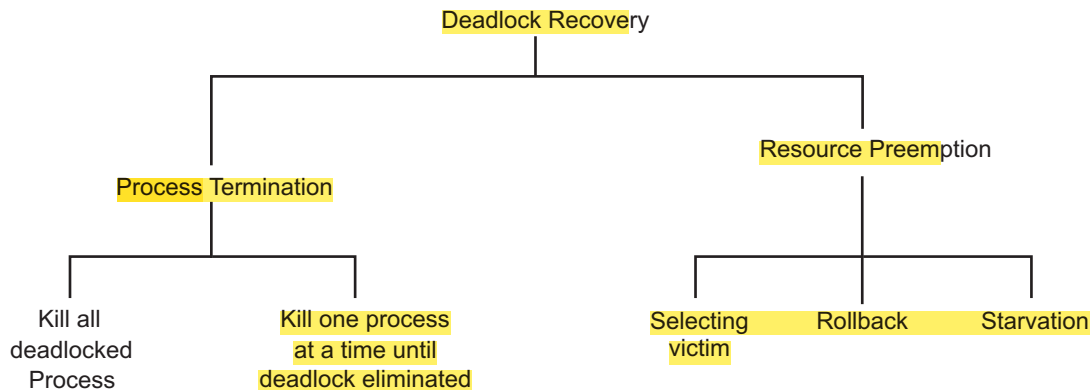 Deadlock Recovery
Resource Preemption
Process Termination
Kill all
deadlocked
Process
Kill one process
at a time until
deadlock eliminated
Selecting
victim
Rollback
Starvation